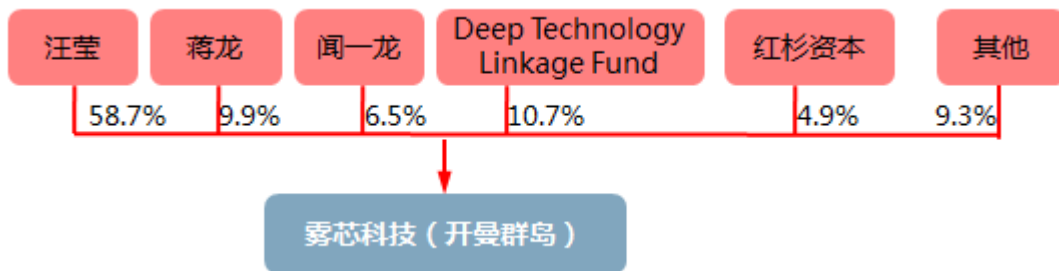 汪莹
蒋龙
闻一龙
Deep Technology
Linkage Fund
红杉资本
其他
58.7%
9.9%
6.5%
10.7%
4.9%
9.3%
雾芯科技（开曼群岛）